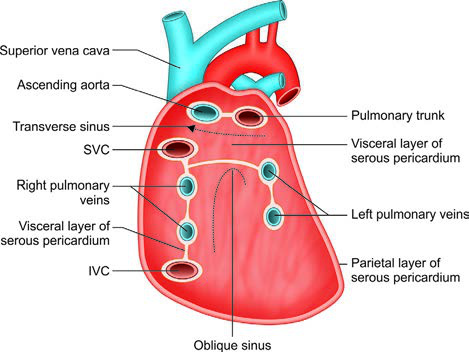 Superior vena cava
Ascending aorta
Transverse sinus
SVC
Right pulmonary
veins
Visceral layer of
serous pericardium
IVC
Oblique sinus
Pulmonary trunk
Visceral layer of
serous pericardium
Left pulmonary veins
Parietal layer of
serous pericardium